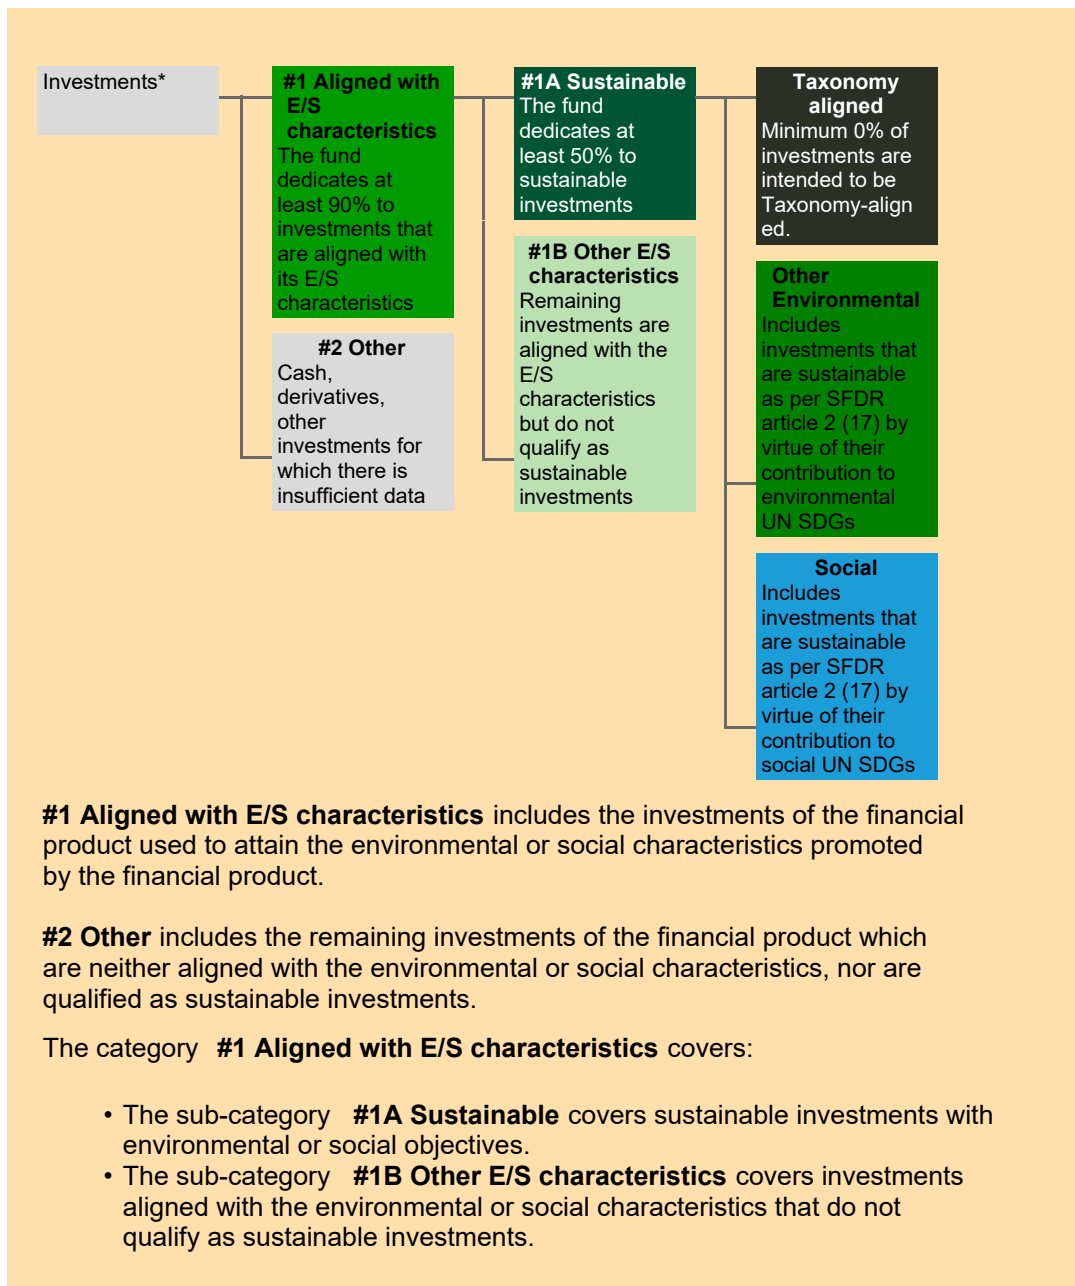 Investments*
#1 Aligned with
E/S
characteristics
The fund
dedicates at
least 90% to
investments that
are aligned with
its E/S
characteristics
#2 Other
Cash,
derivatives,
other
investments for
which there is
insufficient data
#1A Sustainable
The fund
dedicates at
least 50% to
sustainable
investments
#1B Other E/S
characteristics
Remaining
investments are
aligned with the
E/S
characteristics
but do not
qualify as
sustainable
investments
Taxonomy
aligned
Minimum 0% of
investments are
intended to be
Taxonomy-align
ed.
Other
Environmental
Includes
investments that
are sustainable
as per SFDR
article 2 (17) by
virtue of their
contribution to
environmental
UN SDGs
Social
Includes
investments that
are sustainable
as per SFDR
article 2 (17) by
virtue of their
contribution to
social UN SDGs
#1 Aligned with E/S characteristics includes the investments of the financial
product used to attain the environmental or social characteristics promoted
by the financial product.
#2 Other includes the remaining investments of the financial product which
are neither aligned with the environmental or social characteristics, nor are
qualified as sustainable investments.
The category #1 Aligned with E/S characteristics covers:
• The sub-category #1A Sustainable covers sustainable investments with
environmental or social objectives.
• The sub-category #1B Other E/S characteristics covers investments
aligned with the environmental or social characteristics that do not
qualify as sustainable investments.